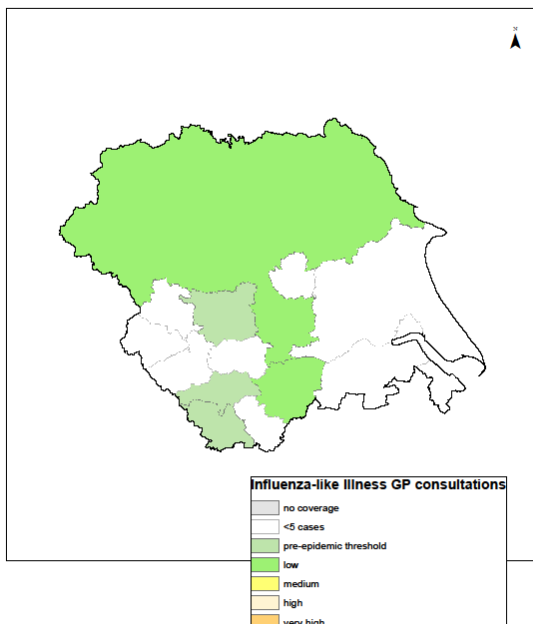 N
Influenza-like Illness GP consultations
no coverage
<5 cases
pre-epidemic threshold
low
medium
high
very high